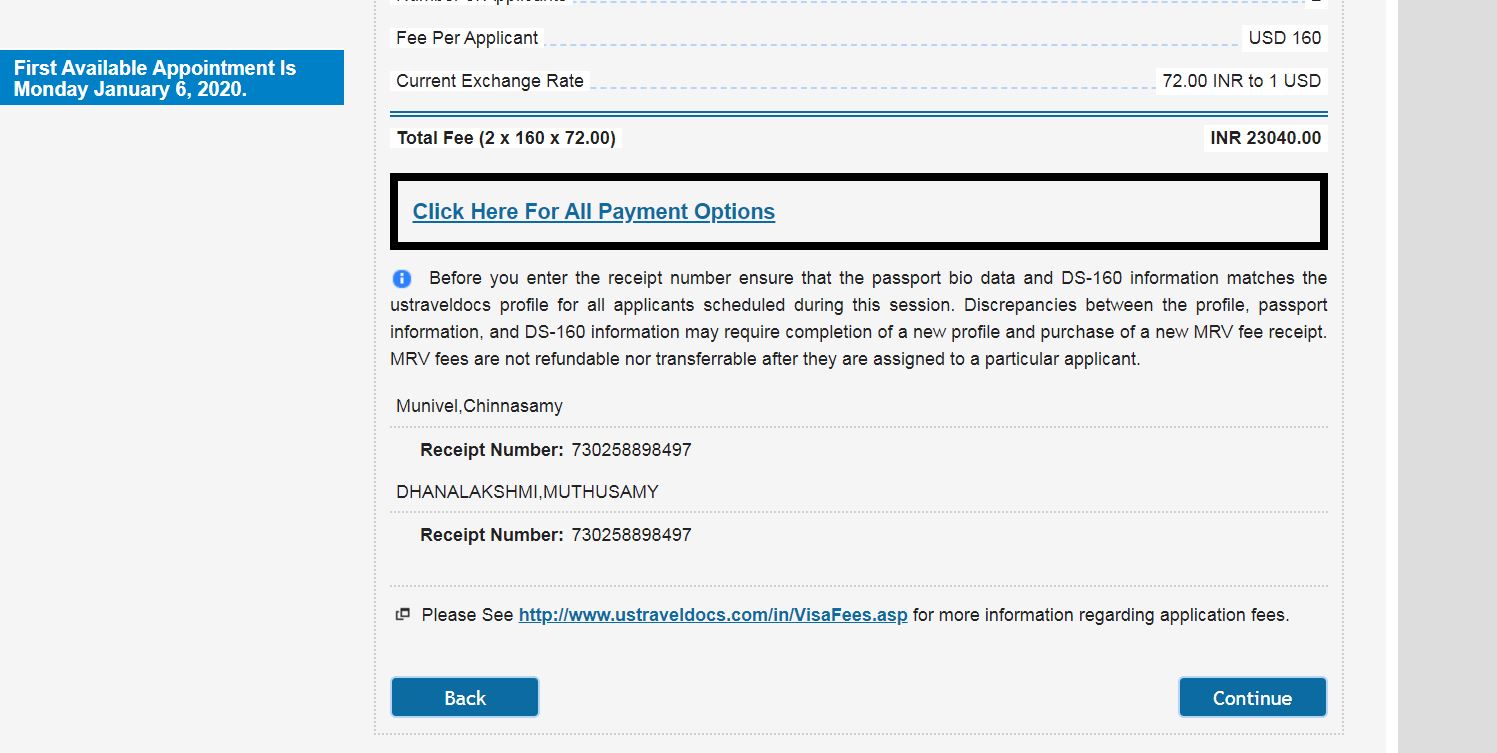 First Available Appointment Is
Monday January 6, 2020.
Number of Applicants 2
Fee Per Applicant USD 160
Current Exchange Rate 72.00 INR to 1 USD
Total Fee (2 x 160 x 72.00) INR 23040.00
Click Here For All Payment Options
Before you enter the receipt number ensure that the passport bio data and DS-160 information matches the
ustraveldocs profile for all applicants scheduled during this session. Discrepancies between the profile, passport
information, and DS-160 information may require completion of a new profile and purchase of a new MRV fee receipt.
MRV fees are not refundable nor transferrable after they are assigned to a particular applicant.
Munivel,Chinnasamy
Receipt Number: 730258898497
DHANALAKSHMI,MUTHUSAMY
Receipt Number: 730258898497
Please See http://www.ustraveldocs.com/in/VisaFees.asp for more information regarding application fees.
Back Continue